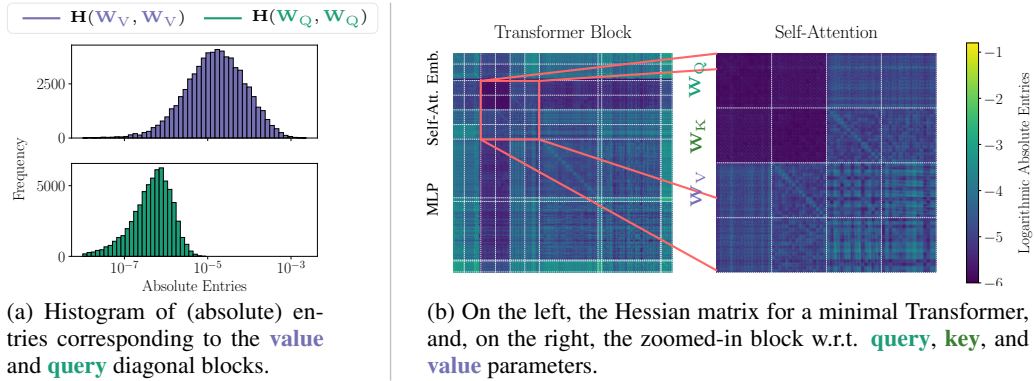 H(W_V, W_V) H(W_Q, W_Q)
2500
0
5000
0
Frequency
10^−7 10^−5 10^−3
Absolute Entries
(a) Histogram of (absolute) en-
tries corresponding to the value
and query diagonal blocks.
Transformer Block Self-Attention
Emb.
Self-Att.
MLP
W_Q
W_K
W_V
−1
−2
−3
−4
−5
−6
Logarithmic Absolute Entries
(b) On the left, the Hessian matrix for a minimal Transformer,
and, on the right, the zoomed-in block w.r.t. query, key, and
value parameters.